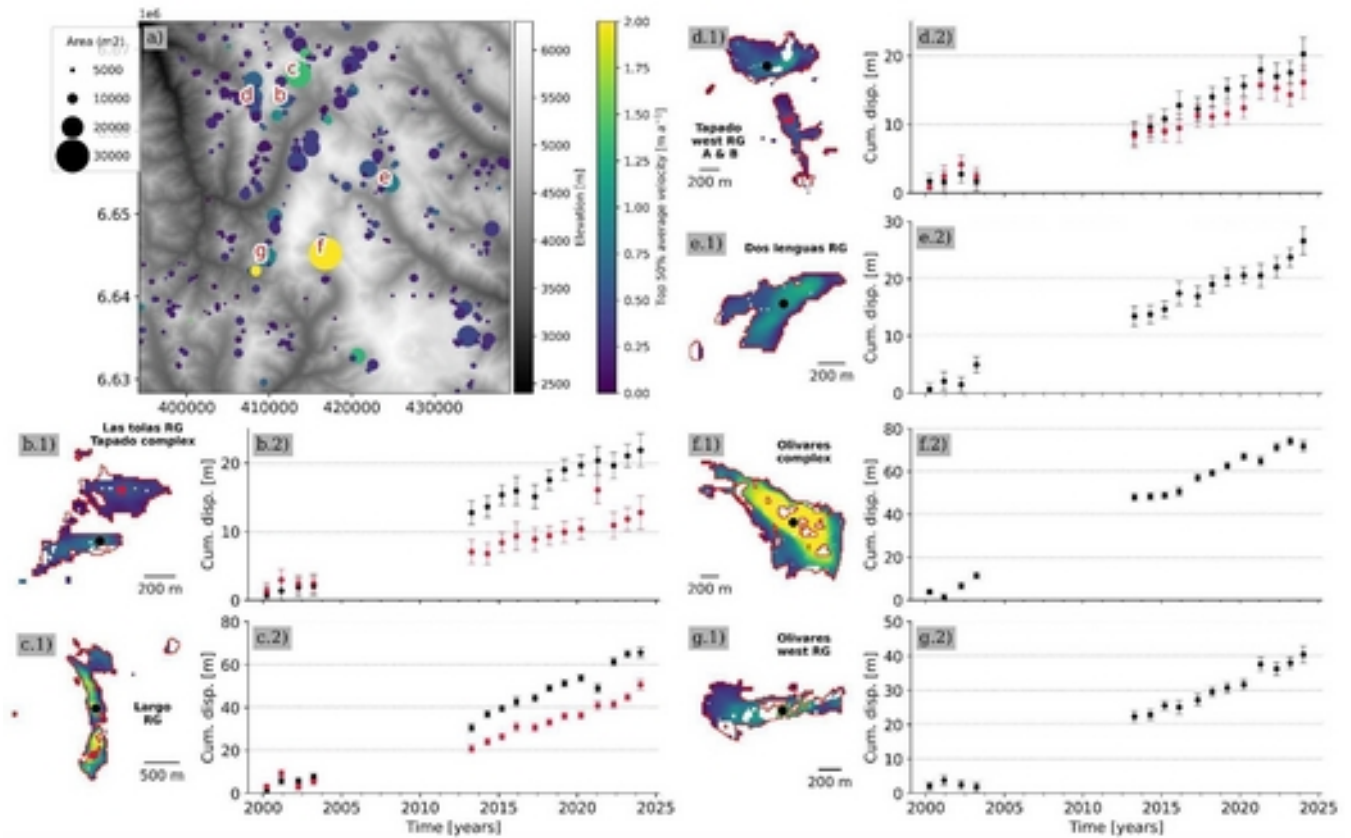 1e6
Area (m2)
5000
10000
20000
30000
a)
c
d
b
e
g
f
6.65
6.64
6.63
400000
410000
420000
430000
6000
5500
5000
4500
4000
3500
3000
2500
Elevation [m]
2.00
1.75
1.50
1.25
1.00
0.75
0.50
0.25
0.00
Top 50% average velocity [m a⁻¹]
d.1)
Tapado
west RG
A & B
200 m
d.2)
Cum. disp. [m]
20
10
0
e.1)
Dos lenguas RG
200 m
e.2)
Cum. disp. [m]
30
20
10
0
b.1)
Las tolas RG
Tapado complex
200 m
b.2)
Cum. disp. [m]
20
10
0
f.1)
Olivares
complex
200 m
f.2)
Cum. disp. [m]
80
60
40
20
0
c.1)
Largo
RG
500 m
c.2)
Cum. disp. [m]
80
60
40
20
0
2000 2005 2010 2015 2020 2025
Time [years]
g.1)
Olivares
west RG
200 m
g.2)
Cum. disp. [m]
50
40
30
20
10
0
2000 2005 2010 2015 2020 2025
Time [years]